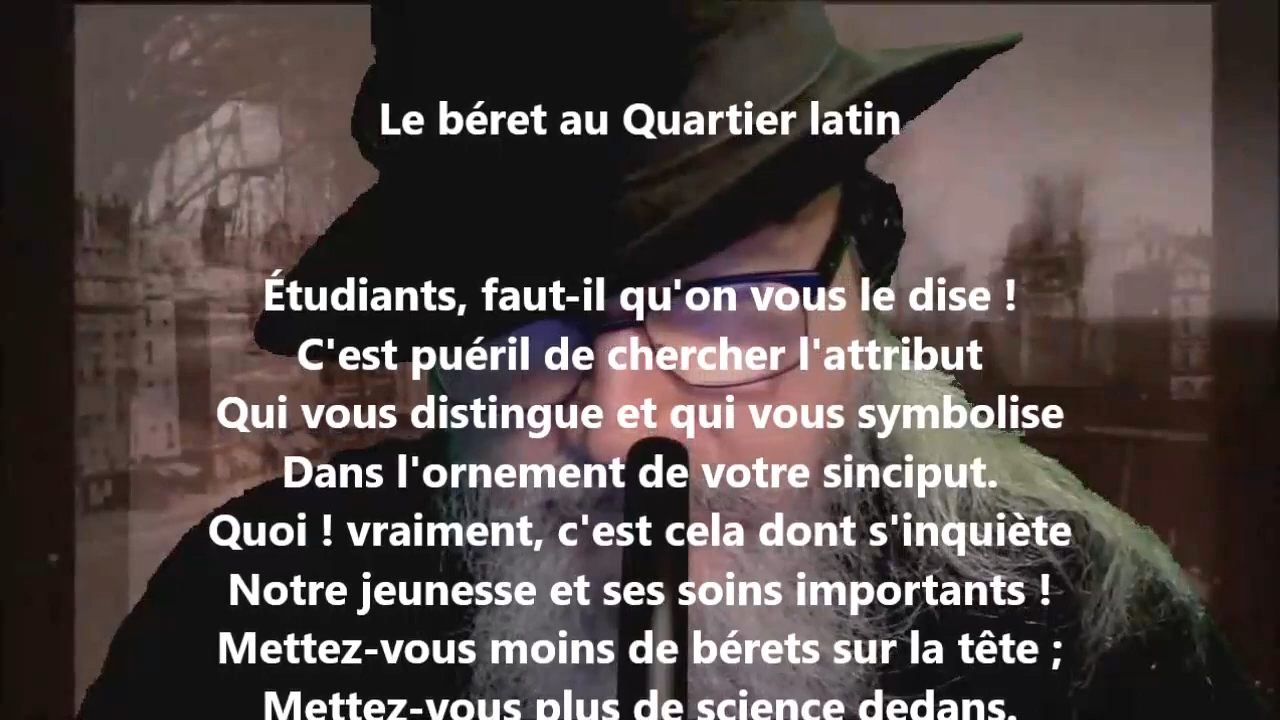 Le béret au Quartier latin
Étudiants, faut-il qu'on vous le dise !
C'est puéril de chercher l'attribut
Qui vous distingue et qui vous symbolise
Dans l'ornement de votre sinciput.
Quoi ! vraiment, c'est cela dont s'inquiète
Notre jeunesse et ses soins importants !
Mettez-vous moins de bérets sur la tête ;
Mettez-vous plus de science dedans.